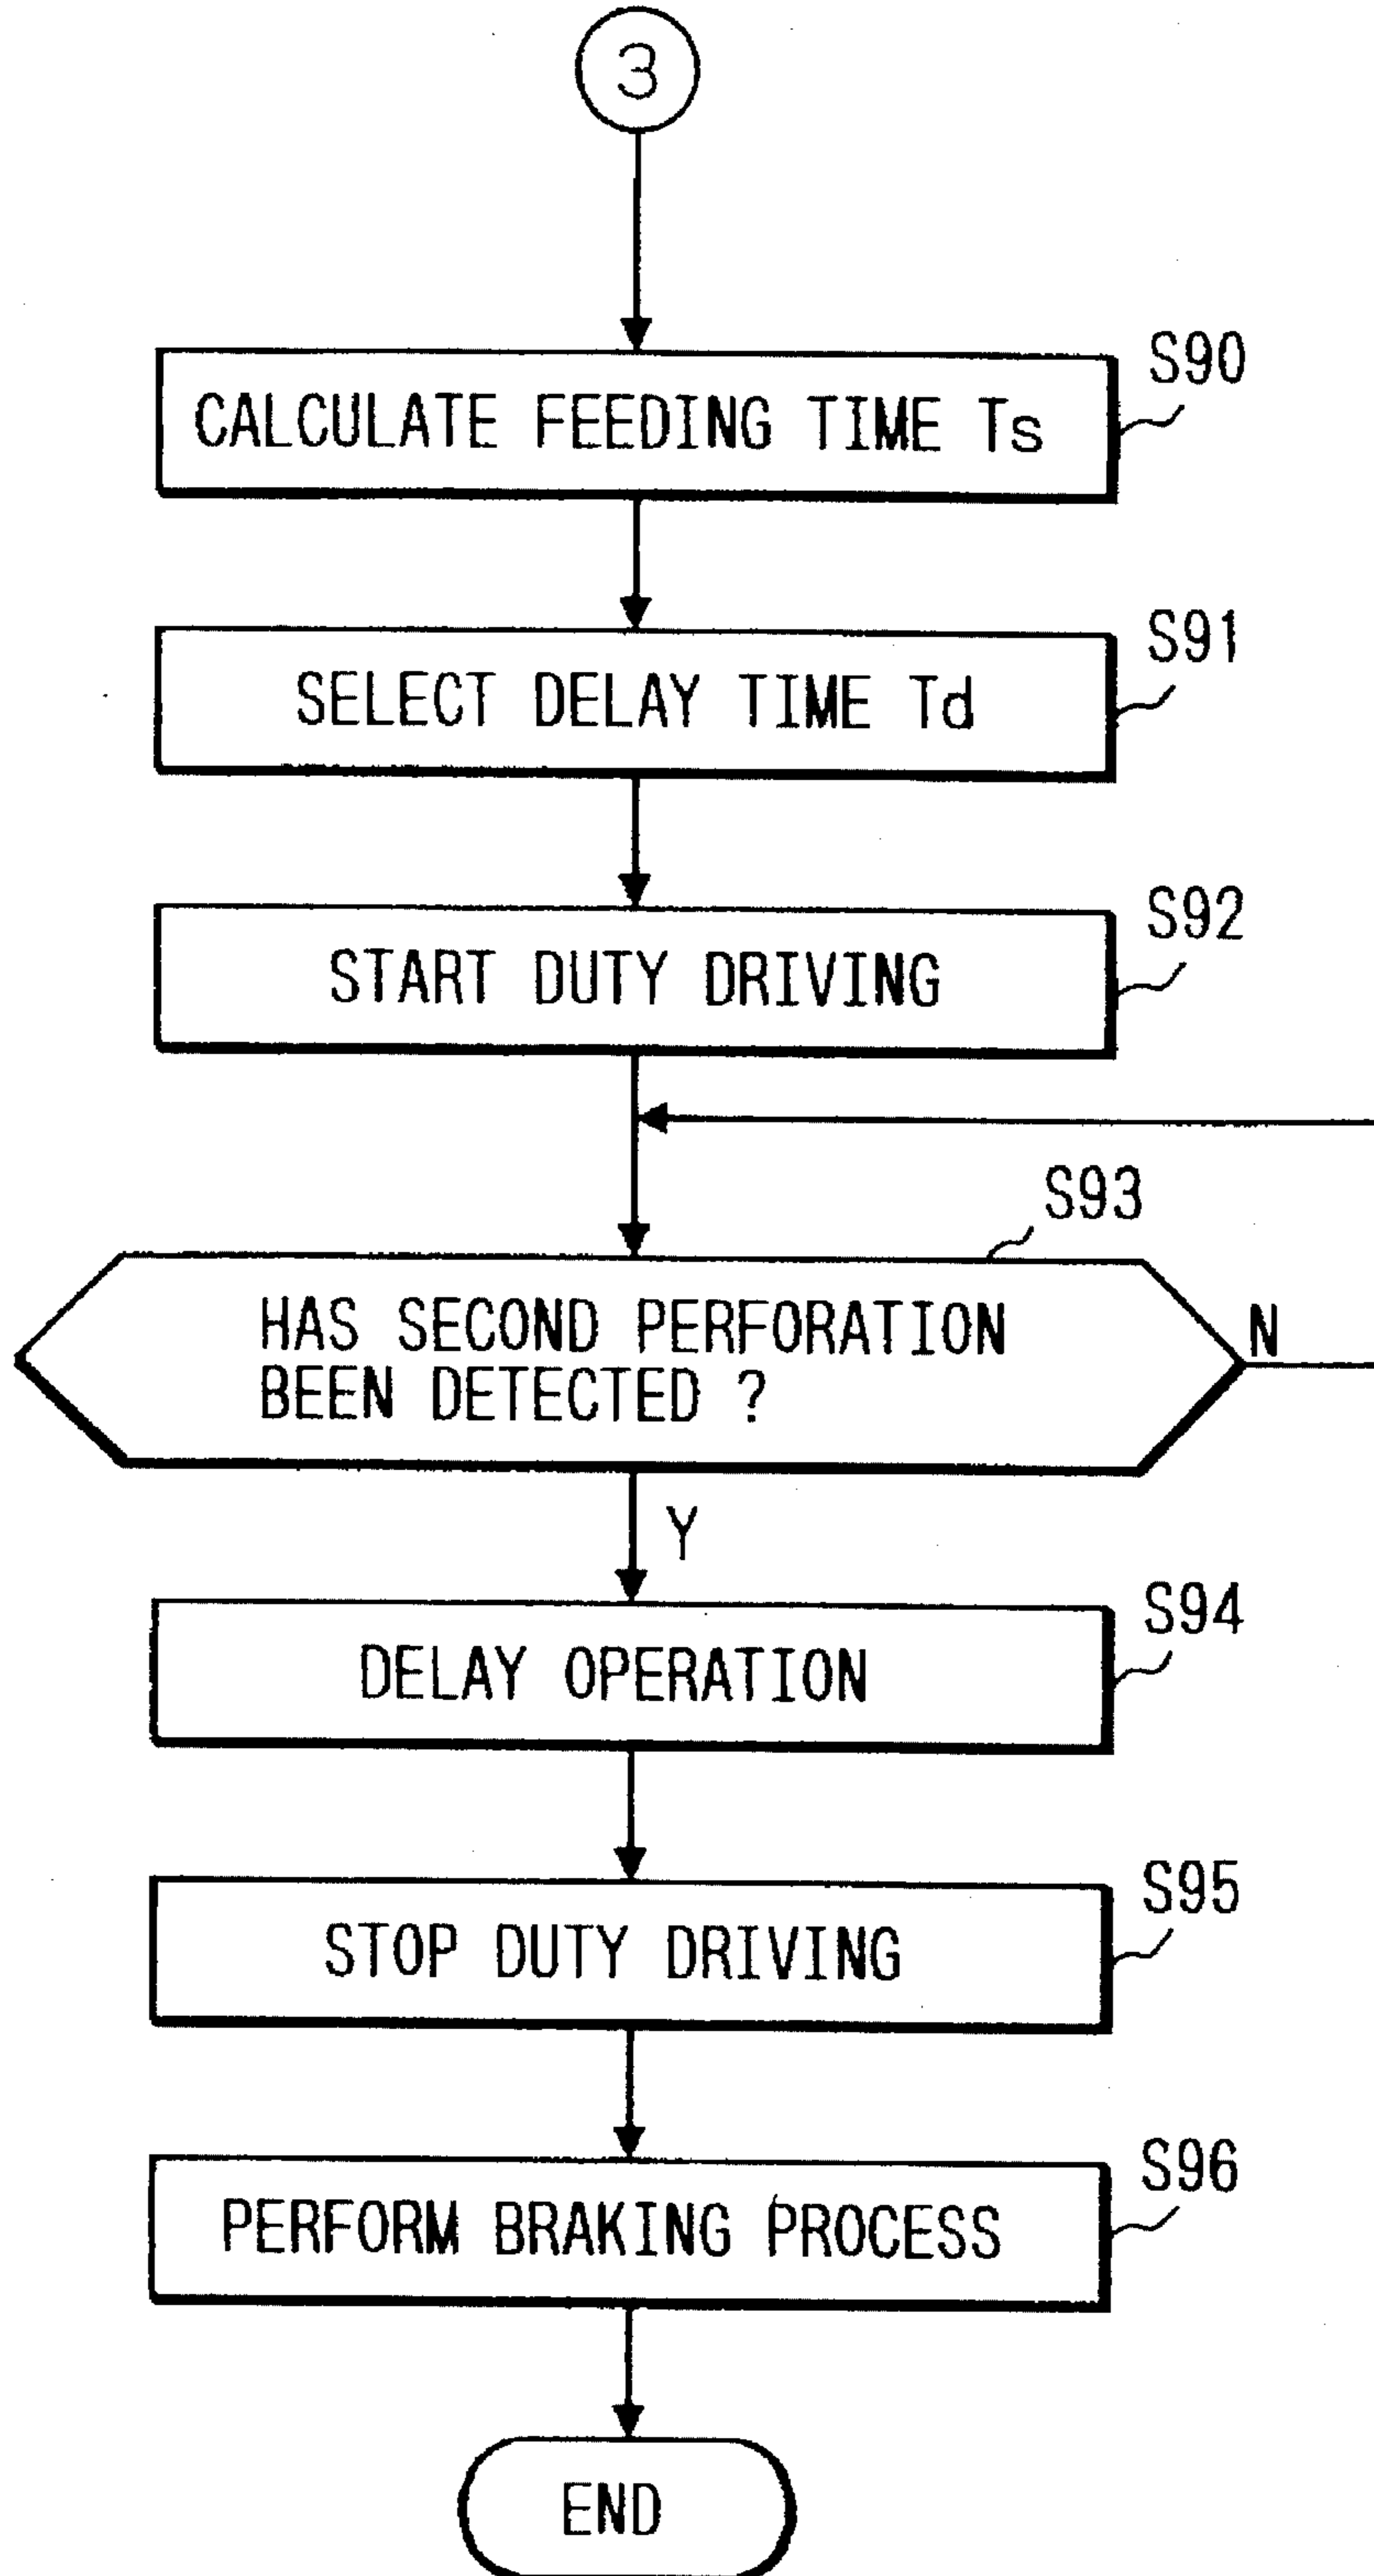 3
S90
CALCULATE FEEDING TIME Ts
S91
SELECT DELAY TIME Td
S92
START DUTY DRIVING
S93
HAS SECOND PERFORATION
BEEN DETECTED ?
N
Y
S94
DELAY OPERATION
S95
STOP DUTY DRIVING
S96
PERFORM BRAKING PROCESS
END